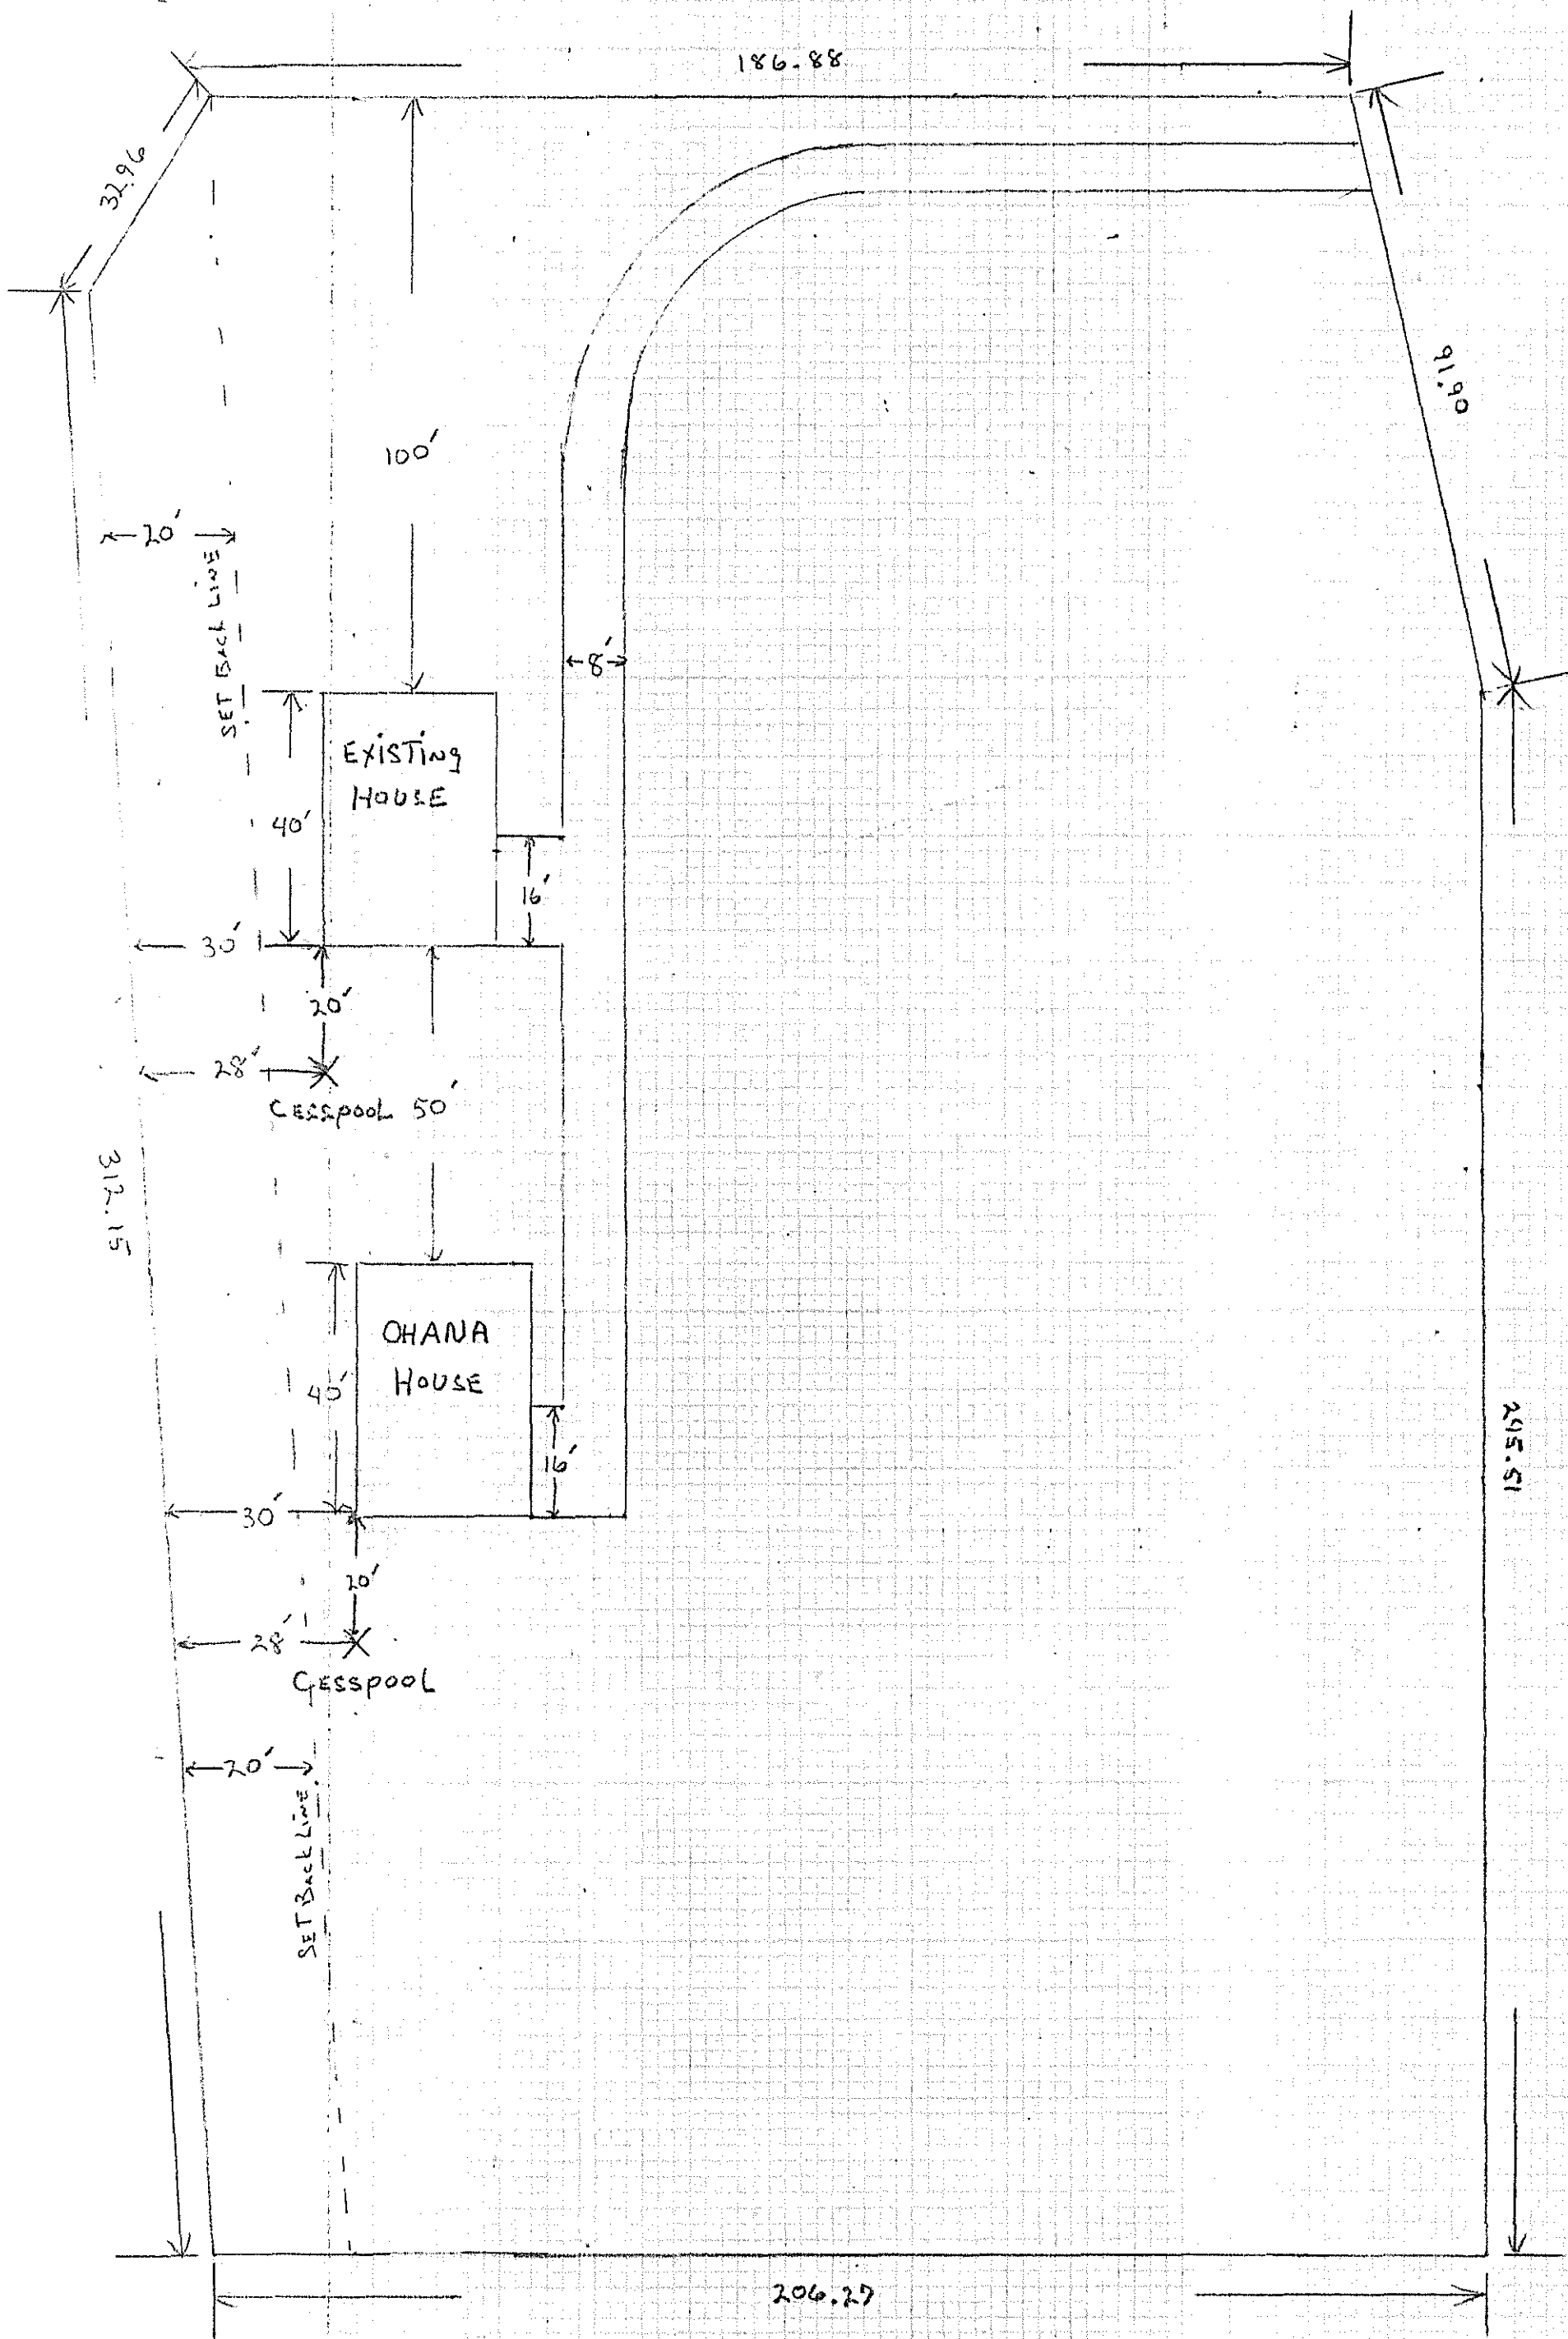 186.88
32.96
91.90
100'
20'
SET BACK LINE
8'
EXISTING
HOUSE
40'
16'
30'
20'
28'
CESSPOOL 50'
312.15
OHANA
HOUSE
40'
245.51
16'
30'
20'
28'
CESSPOOL
20'
SET BACK LINE
206.27